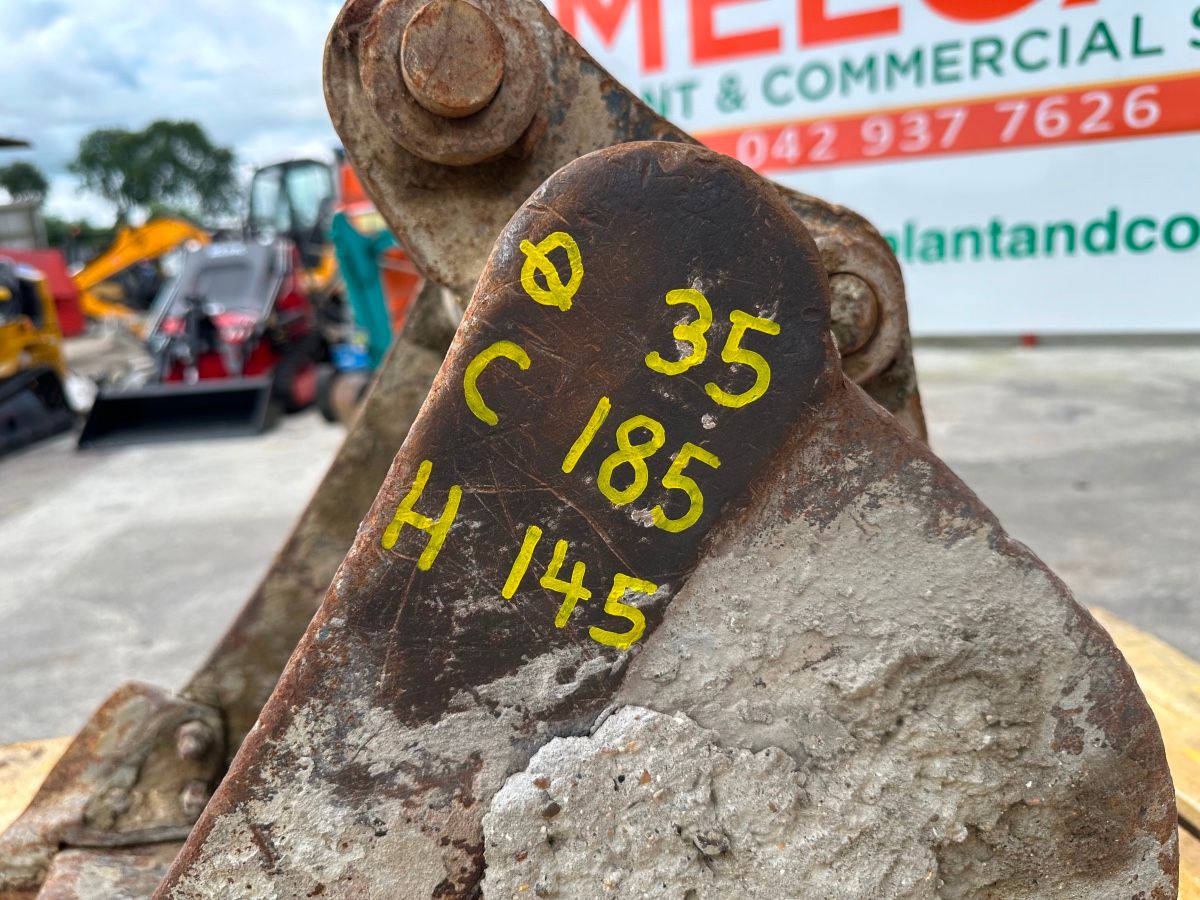 NT & COMMERCIAL S
042 937 7626
plantandco
Ø 35
C 185
H 145